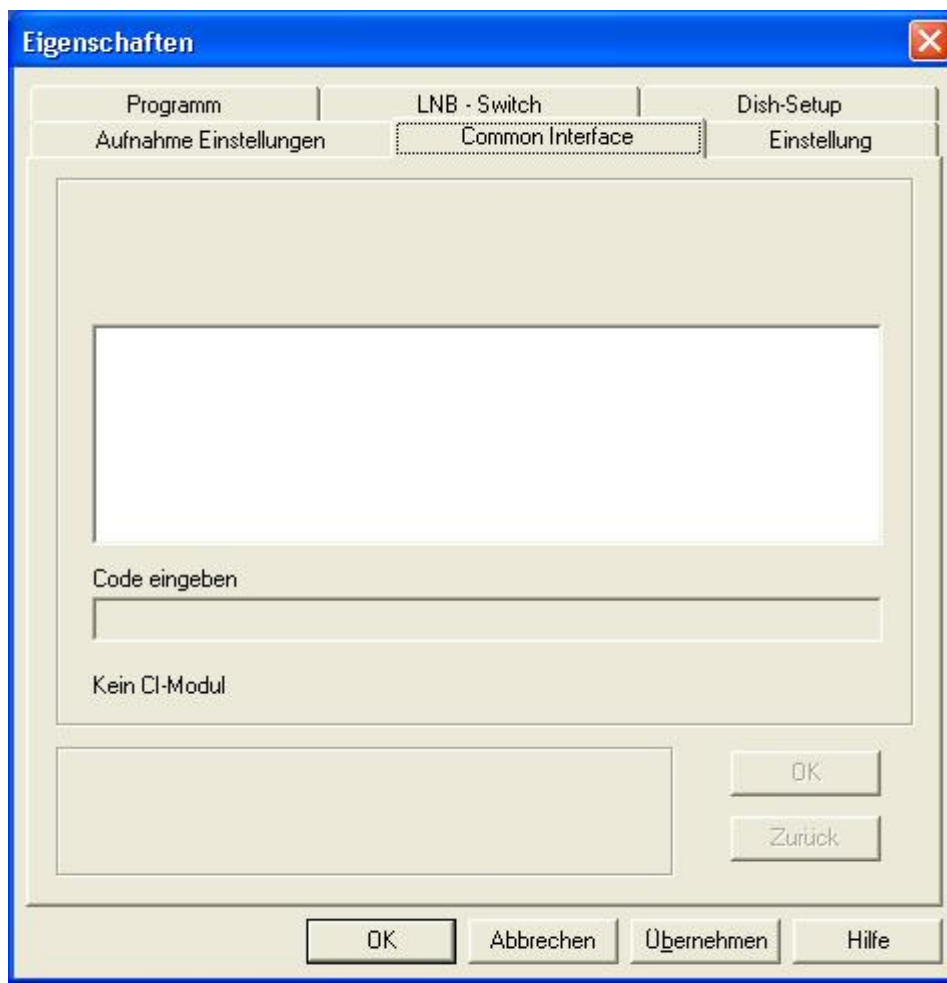 Eigenschaften
Programm LNB - Switch Dish-Setup
Aufnahme Einstellungen Common Interface Einstellung
Code eingeben
Kein CI-Modul
OK
Zurück
OK Abbrechen Übernehmen Hilfe